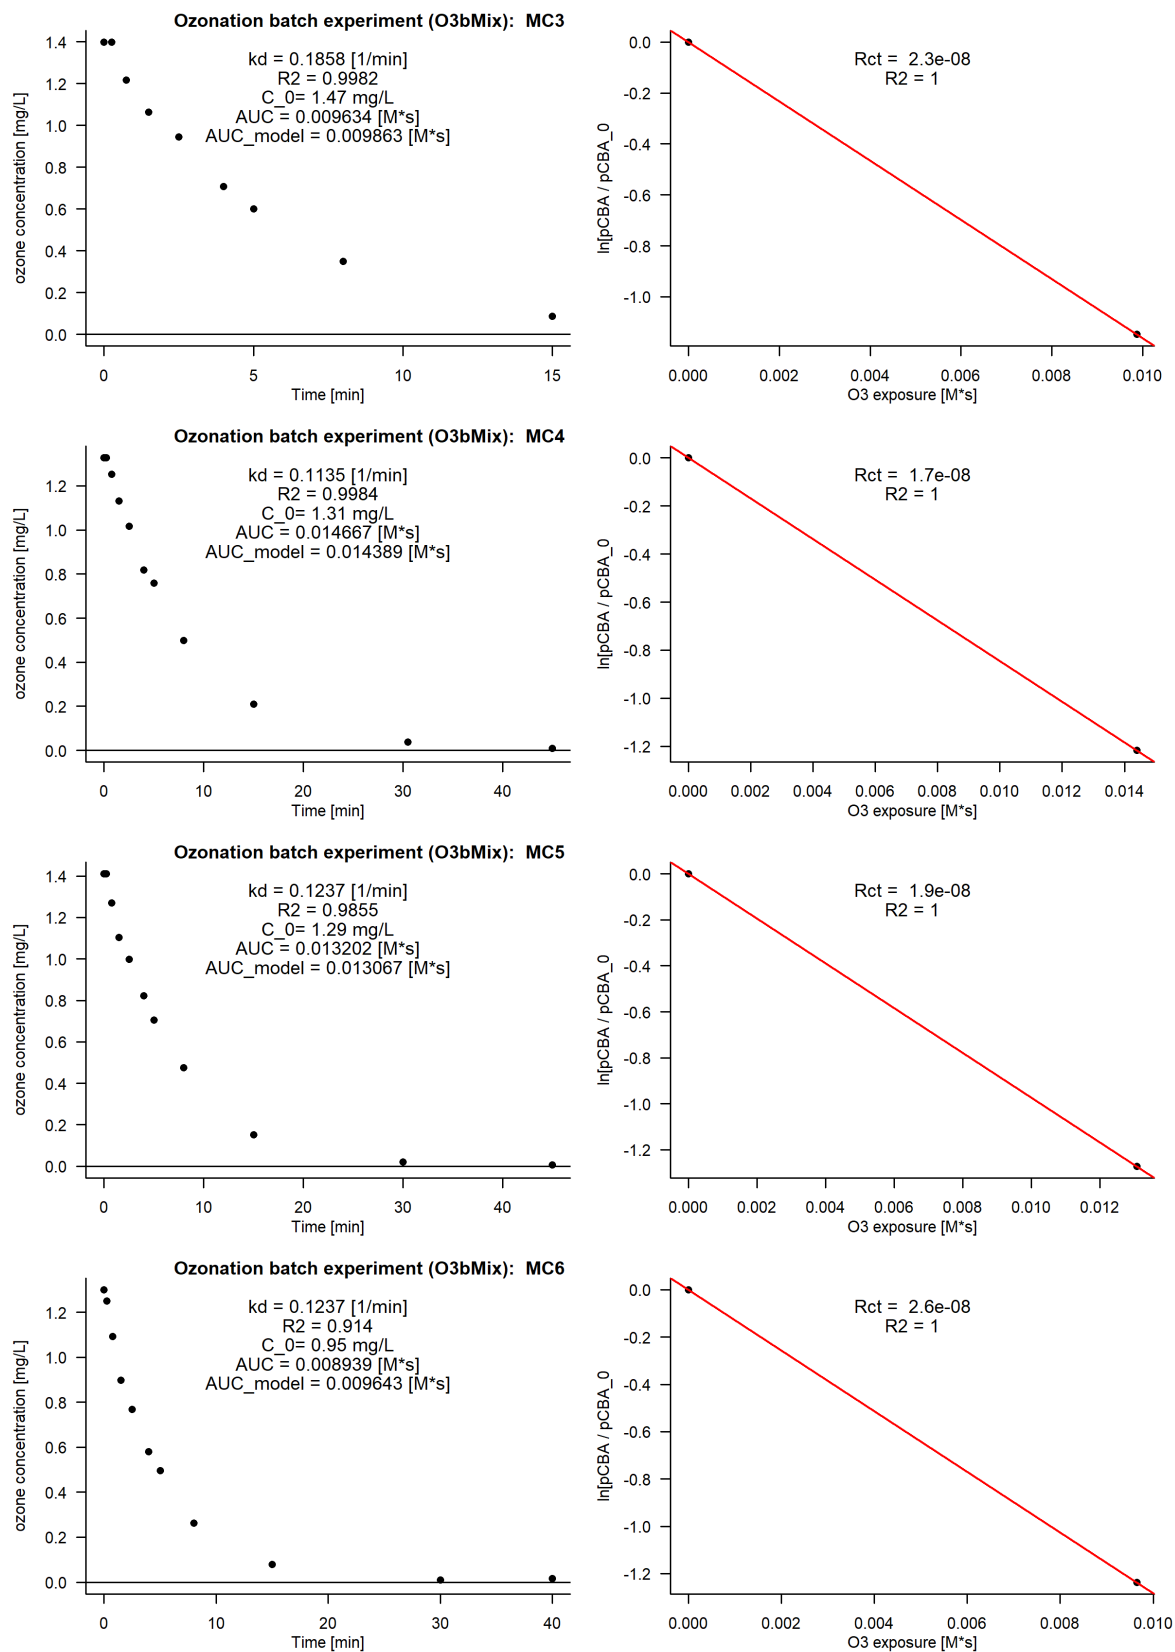 Ozonation batch experiment (O3bMix):  MC3
kd = 0.1858 [1/min]
R2 = 0.9982
C_0= 1.47 mg/L
AUC = 0.009634 [M*s]
AUC_model = 0.009863 [M*s]
ozone concentration [mg/L]
1.4
1.2
1.0
0.8
0.6
0.4
0.2
0.0
0 5 10 15
Time [min]
Rct =  2.3e-08
R2 = 1
ln[pCBA / pCBA_0
0.0
-0.2
-0.4
-0.6
-0.8
-1.0
0.000 0.002 0.004 0.006 0.008 0.010
O3 exposure [M*s]
Ozonation batch experiment (O3bMix):  MC4
kd = 0.1135 [1/min]
R2 = 0.9984
C_0= 1.31 mg/L
AUC = 0.014667 [M*s]
AUC_model = 0.014389 [M*s]
ozone concentration [mg/L]
1.2
1.0
0.8
0.6
0.4
0.2
0.0
0 10 20 30 40
Time [min]
Rct =  1.7e-08
R2 = 1
ln[pCBA / pCBA_0
0.0
-0.2
-0.4
-0.6
-0.8
-1.0
-1.2
0.000 0.002 0.004 0.006 0.008 0.010 0.012 0.014
O3 exposure [M*s]
Ozonation batch experiment (O3bMix):  MC5
kd = 0.1237 [1/min]
R2 = 0.9855
C_0= 1.29 mg/L
AUC = 0.013202 [M*s]
AUC_model = 0.013067 [M*s]
ozone concentration [mg/L]
1.4
1.2
1.0
0.8
0.6
0.4
0.2
0.0
0 10 20 30 40
Time [min]
Rct =  1.9e-08
R2 = 1
ln[pCBA / pCBA_0
0.0
-0.2
-0.4
-0.6
-0.8
-1.0
-1.2
0.000 0.002 0.004 0.006 0.008 0.010 0.012
O3 exposure [M*s]
Ozonation batch experiment (O3bMix):  MC6
kd = 0.1237 [1/min]
R2 = 0.914
C_0= 0.95 mg/L
AUC = 0.008939 [M*s]
AUC_model = 0.009643 [M*s]
ozone concentration [mg/L]
1.2
1.0
0.8
0.6
0.4
0.2
0.0
0 10 20 30 40
Time [min]
Rct =  2.6e-08
R2 = 1
ln[pCBA / pCBA_0
0.0
-0.2
-0.4
-0.6
-0.8
-1.0
-1.2
0.000 0.002 0.004 0.006 0.008 0.010
O3 exposure [M*s]